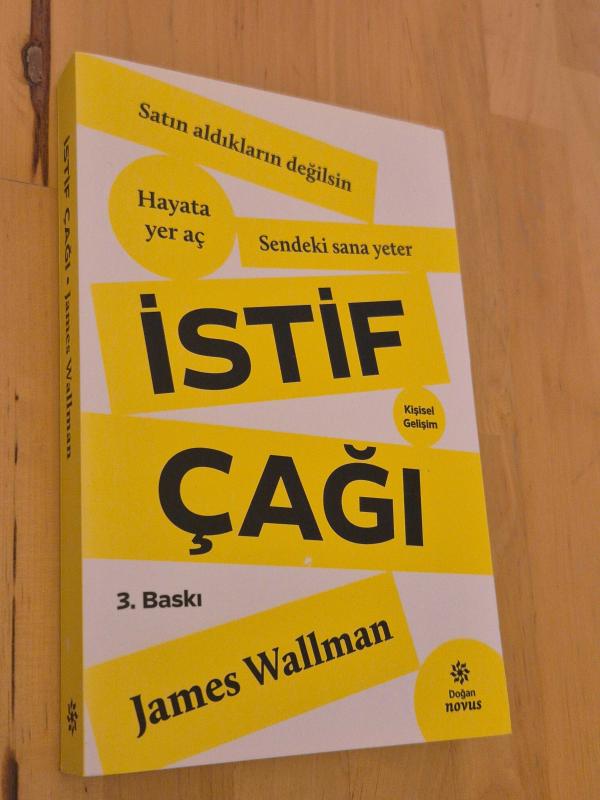 Satın aldıkların değilsin
Hayata
yer aç
Sendeki sana yeter
İSTİF
Kişisel
Gelişim
ÇAĞI
3. Baskı
James Wallman
Doğan
novus
İSTİF ÇAĞI • James Wallman